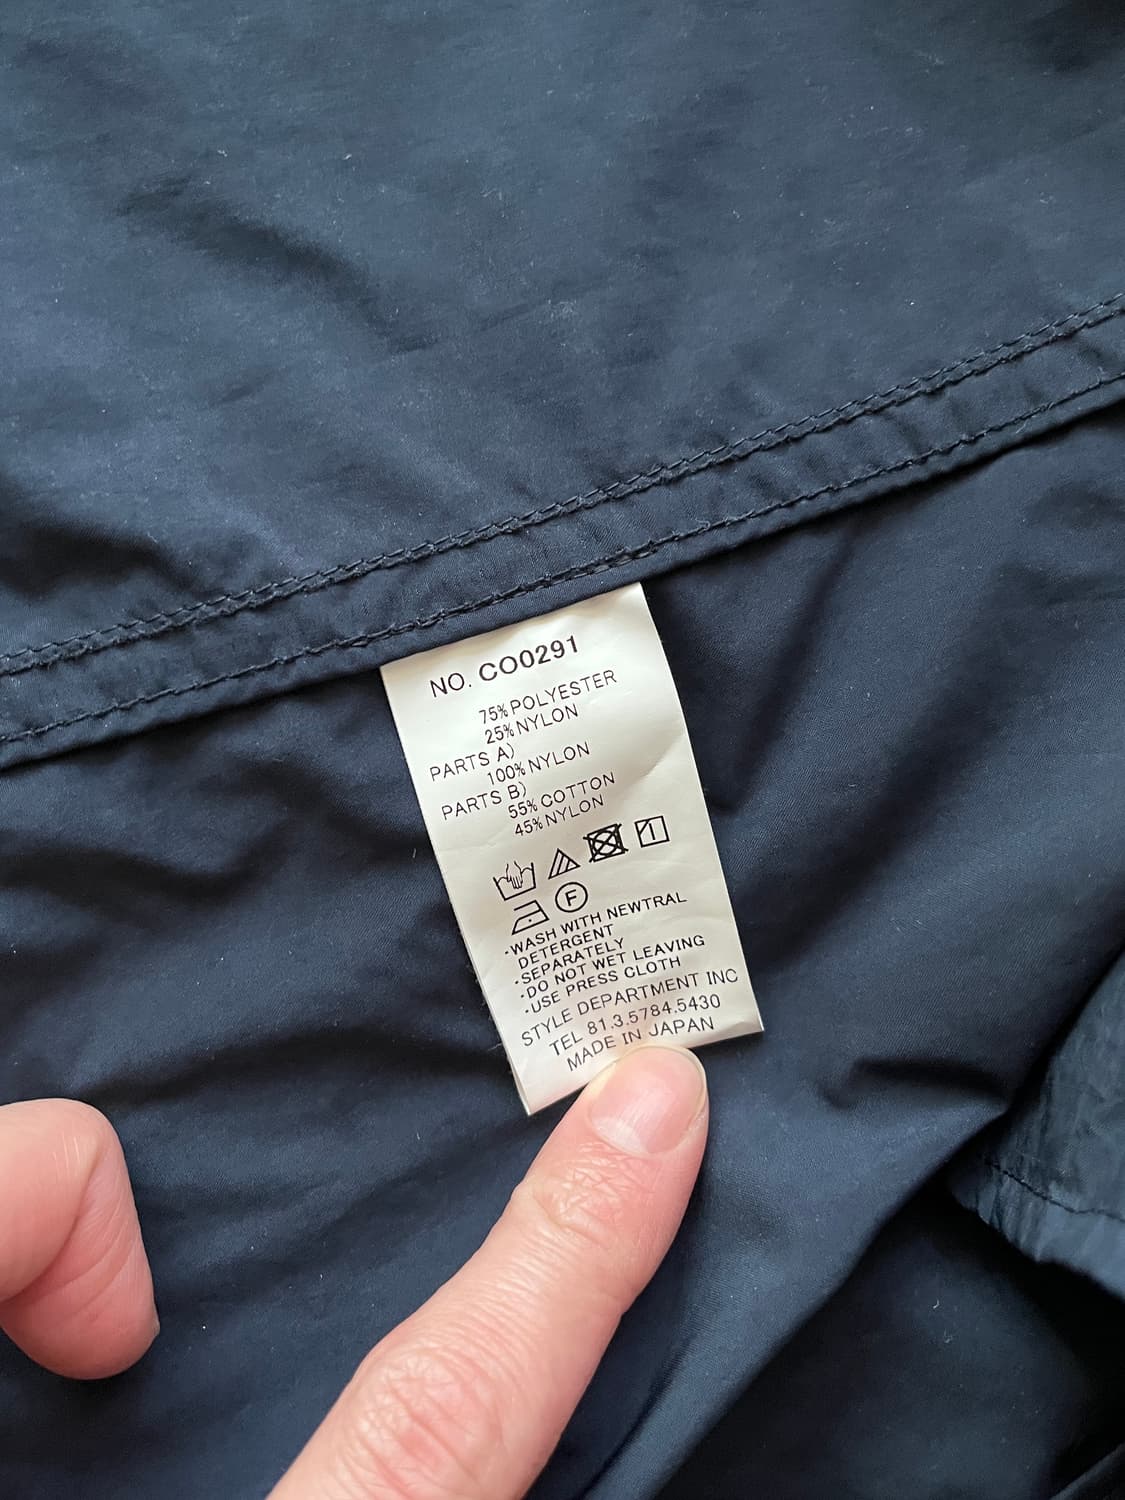 NO. CO0291
75% POLYESTER
25% NYLON
PARTS A)
100% NYLON
PARTS B)
55% COTTON
45% NYLON
F
·WASH WITH NEWTRAL
DETERGENT
·SEPARATELY
·DO NOT WET LEAVING
·USE PRESS CLOTH
STYLE DEPARTMENT INC
TEL 81.3.5784.5430
MADE IN JAPAN